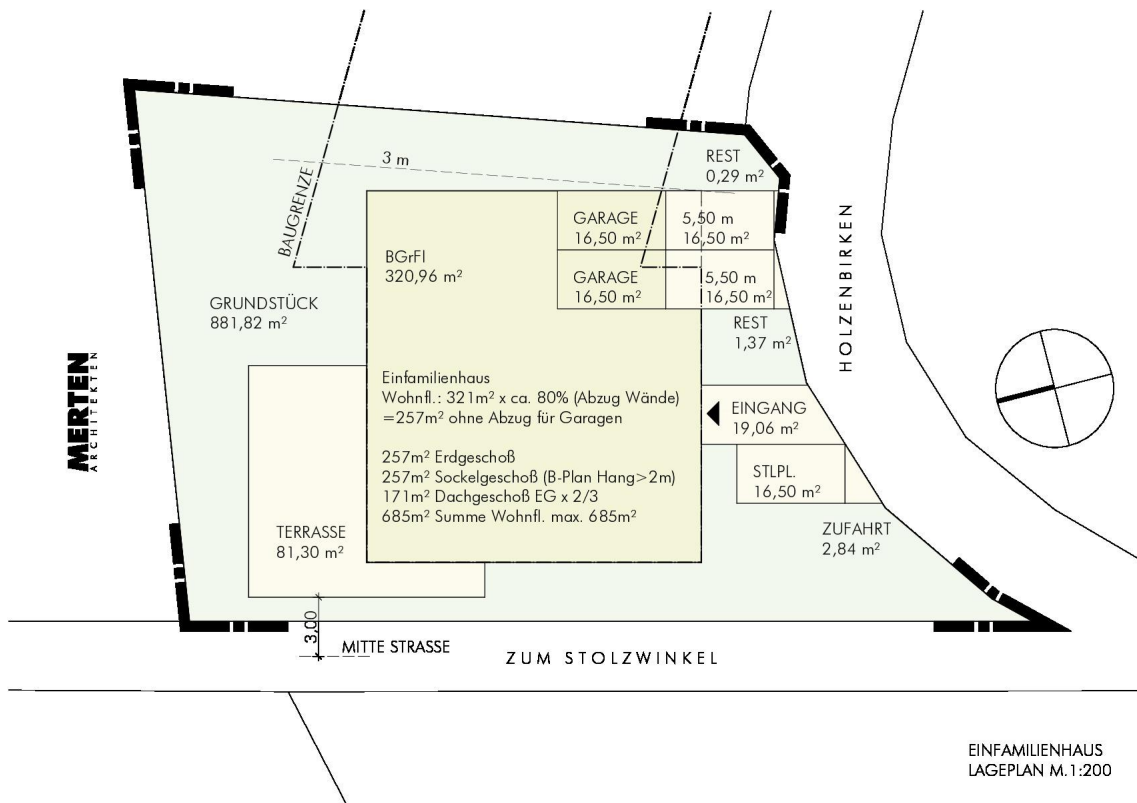 3 m
REST
0,29 m²
BAUGRENZE
GARAGE
16,50 m²
5,50 m
16,50 m²
BGrFl
320,96 m²
GARAGE
16,50 m²
5,50 m
16,50 m²
GRUNDSTÜCK
881,82 m²
REST
1,37 m²
HOLZENBIRKEN
MERTEN
ARCHITEKTEN
Einfamilienhaus
Wohnfl.: 321m² x ca. 80% (Abzug Wände)
=257m² ohne Abzug für Garagen
257m² Erdgeschoß
257m² Sockelgeschoß (B-Plan Hang>2m)
171m² Dachgeschoß EG x 2/3
685m² Summe Wohnfl. max. 685m²
EINGANG
19,06 m²
STLPL.
16,50 m²
TERRASSE
81,30 m²
ZUFAHRT
2,84 m²
3,00
MITTE STRASSE
ZUM STOLZWINKEL
EINFAMILIENHAUS
LAGEPLAN M.1:200